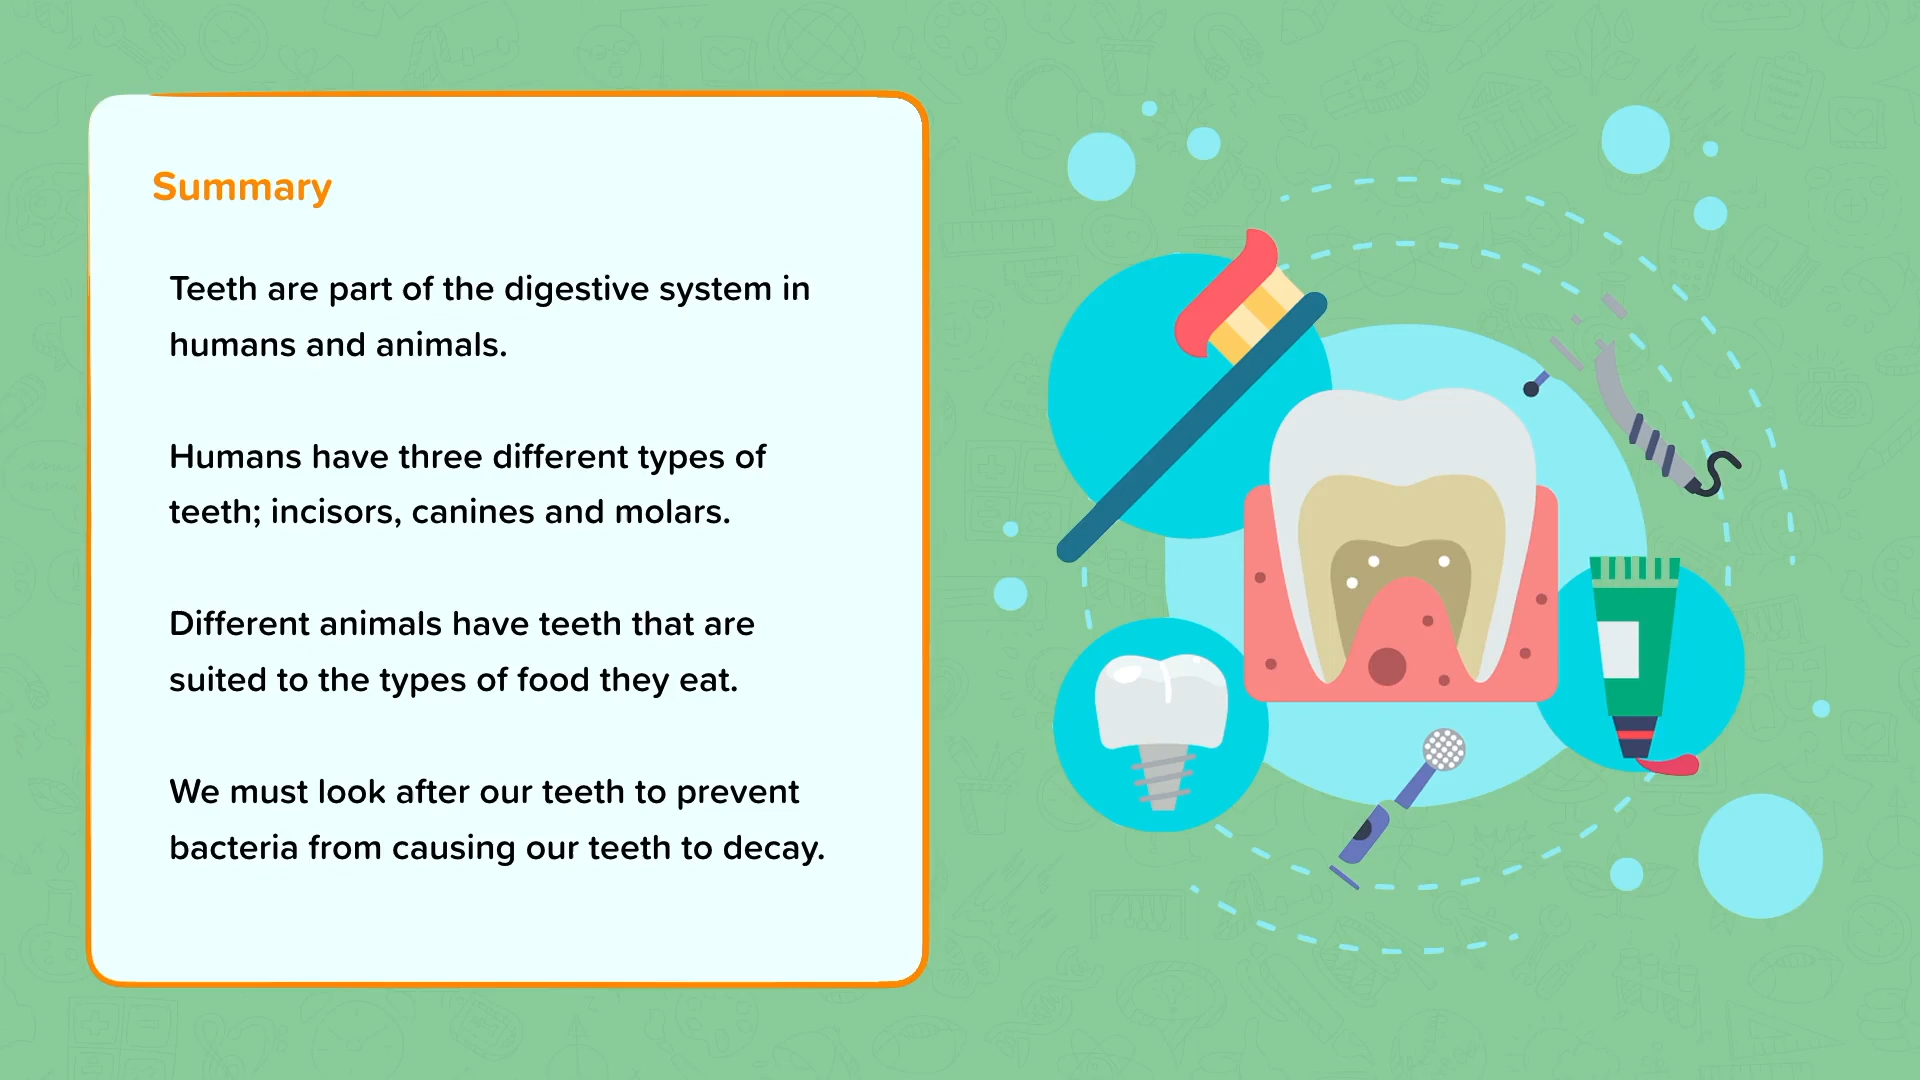 Summary
Teeth are part of the digestive system in
humans and animals.
Humans have three different types of
teeth; incisors, canines and molars.
Different animals have teeth that are
suited to the types of food they eat.
We must look after our teeth to prevent
bacteria from causing our teeth to decay.